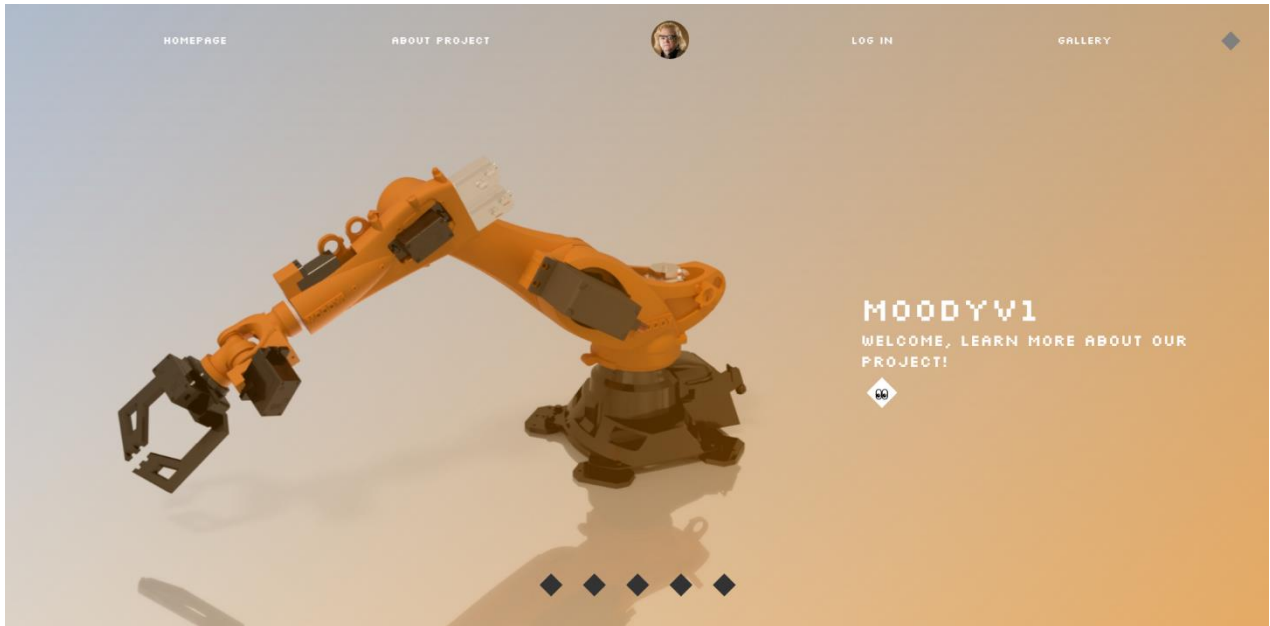 HOMEPAGE
ABOUT PROJECT
LOG IN
GALLERY
MOODYV1
WELCOME, LEARN MORE ABOUT OUR
PROJECT!